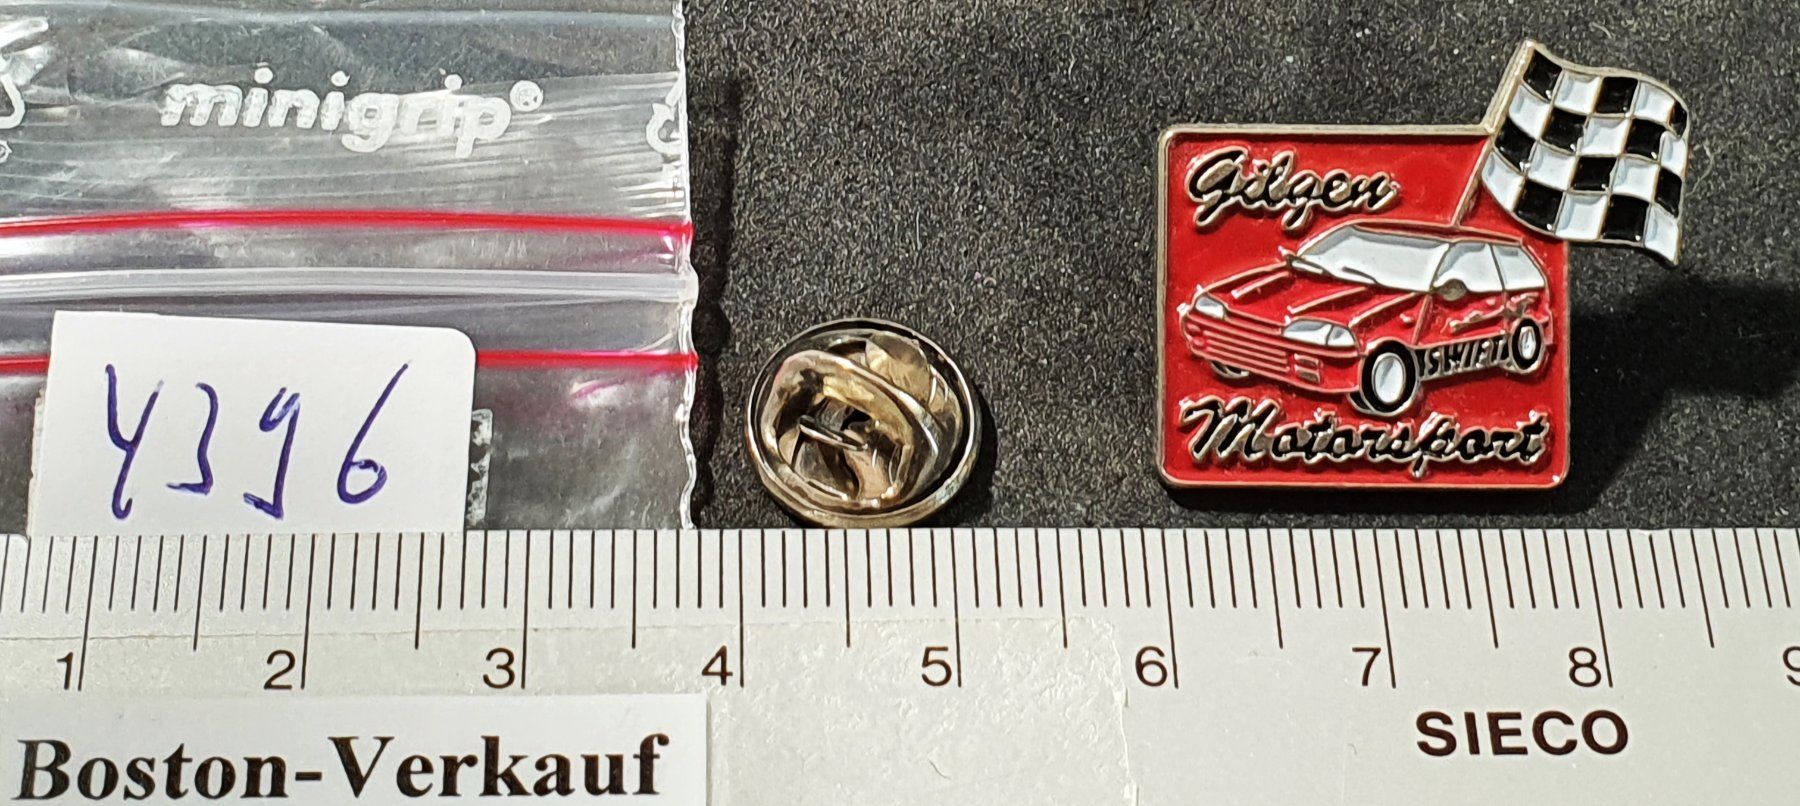 minigrip®
4396
Gilgen
SWIFT
Motorsport
1 2 3 4 5 6 7 8 9
SIECO
Boston-Verkauf